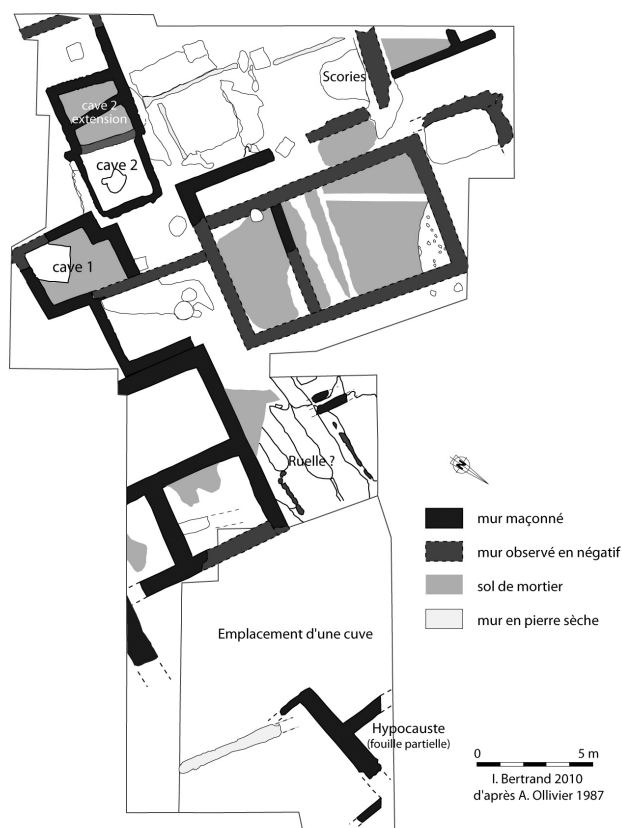 Scories
cave 2
extension
cave 2
cave 1
Ruelle ?
N
mur maçonné
mur observé en négatif
sol de mortier
mur en pierre sèche
Emplacement d'une cuve
Hypocauste
(fouille partielle)
0 5 m
I. Bertrand 2010
d'après A. Ollivier 1987